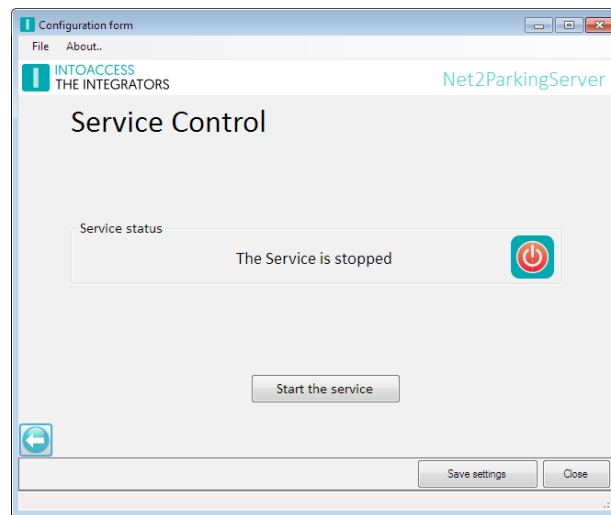 Configuration form
File About..
INTOACCESS
THE INTEGRATORS
Net2ParkingServer
Service Control
Service status
The Service is stopped
Start the service
Save settings
Close